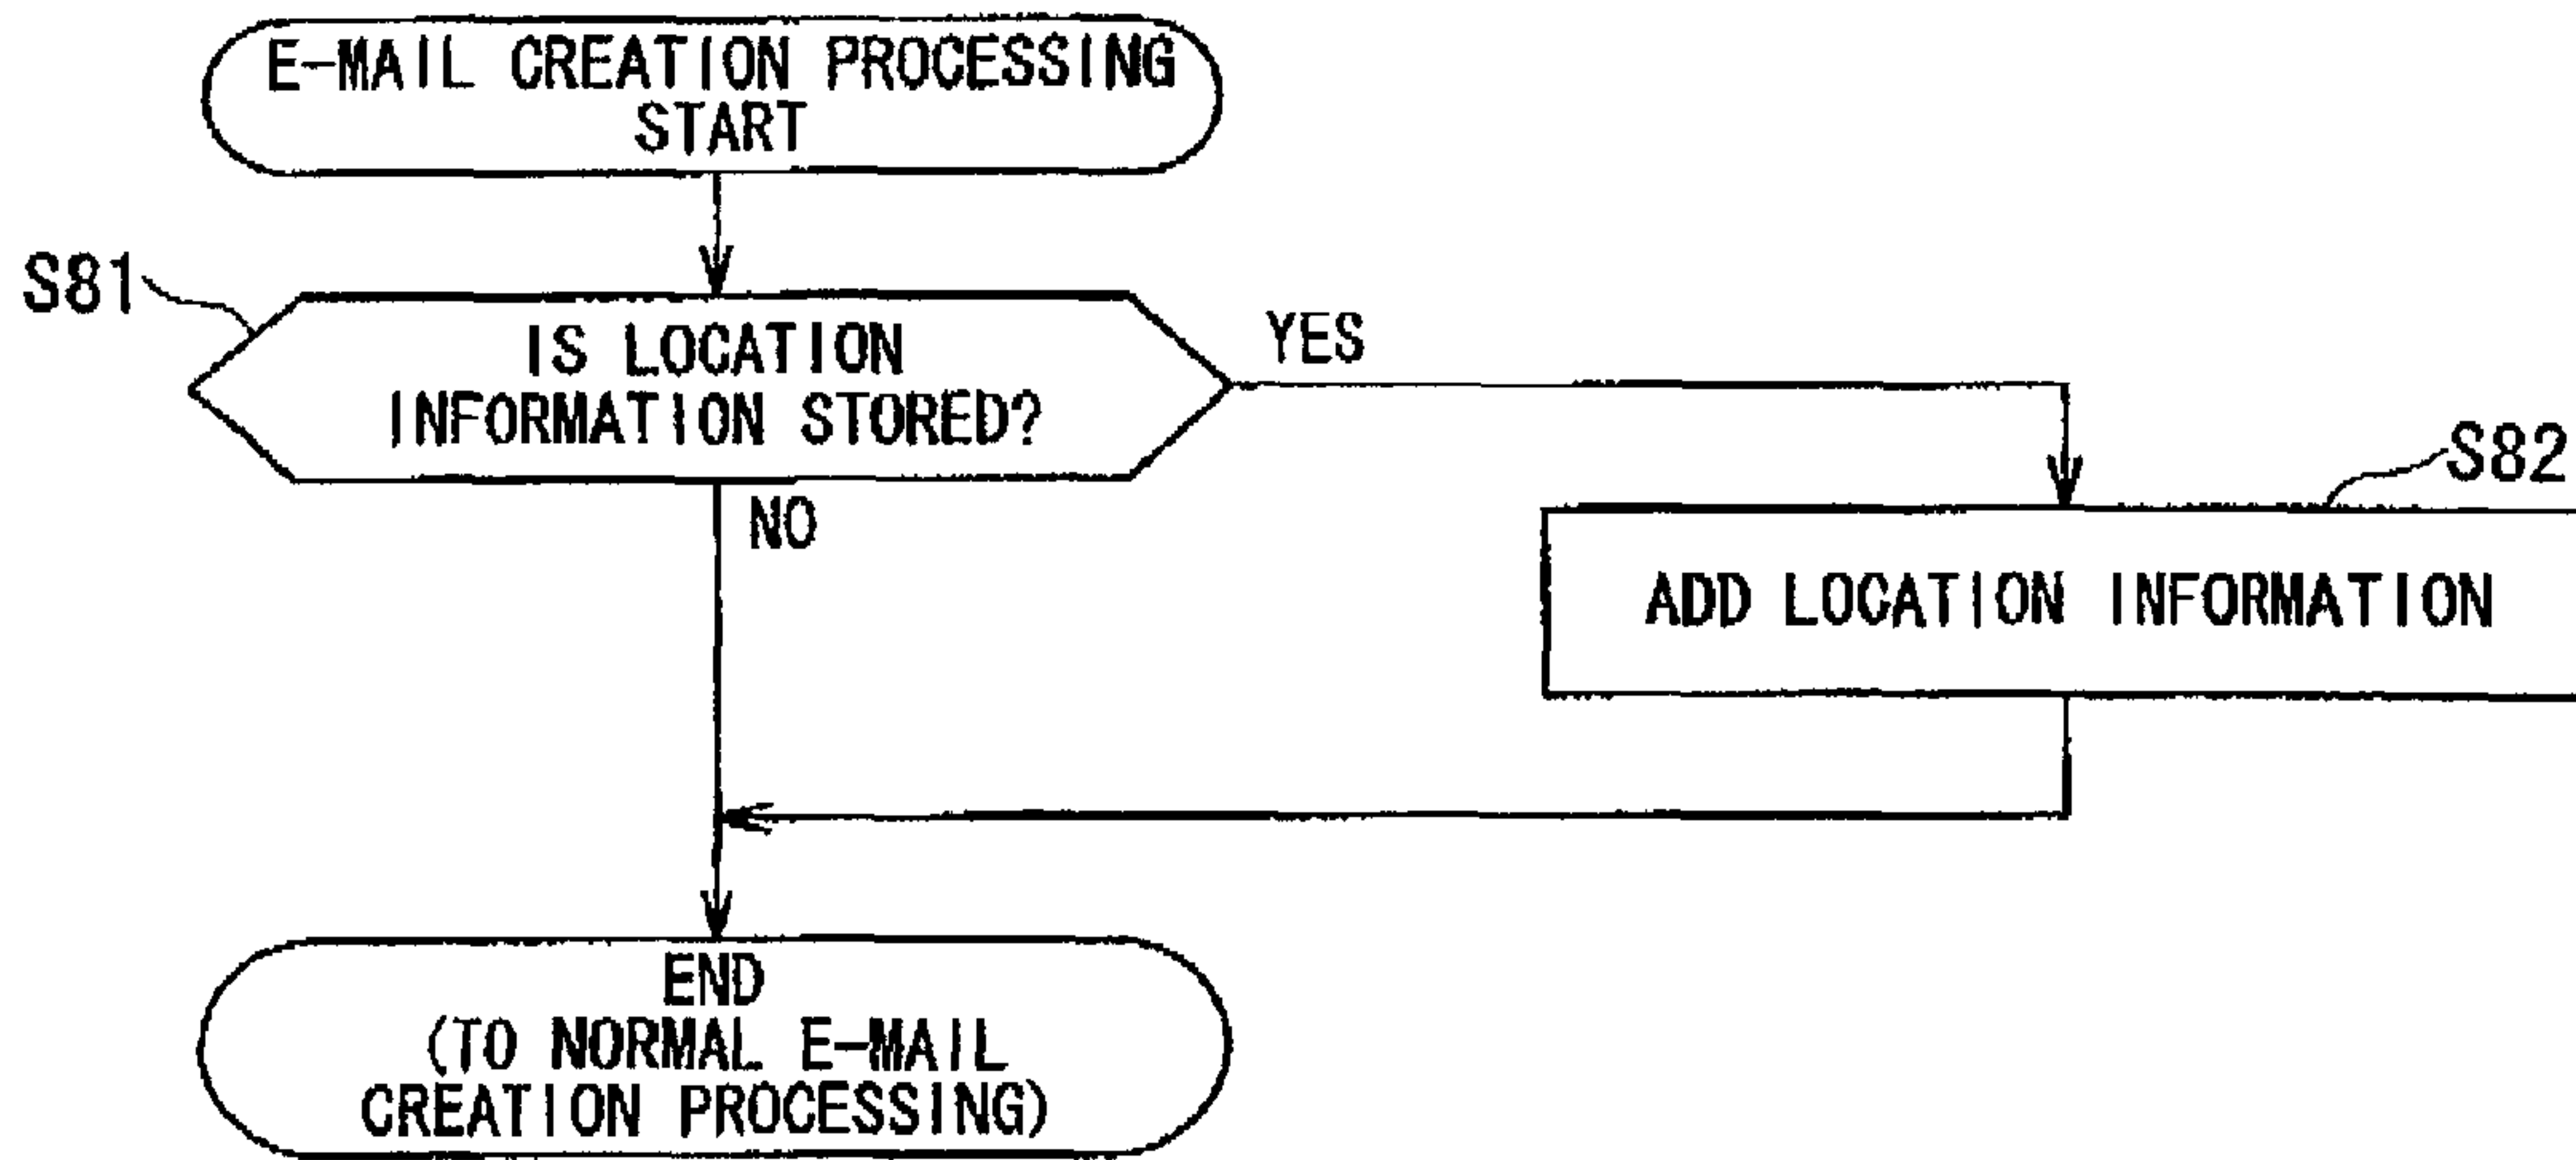 E-MAIL CREATION PROCESSING
START
S81
IS LOCATION
INFORMATION STORED?
YES
NO
S82
ADD LOCATION INFORMATION
END
(TO NORMAL E-MAIL
CREATION PROCESSING)